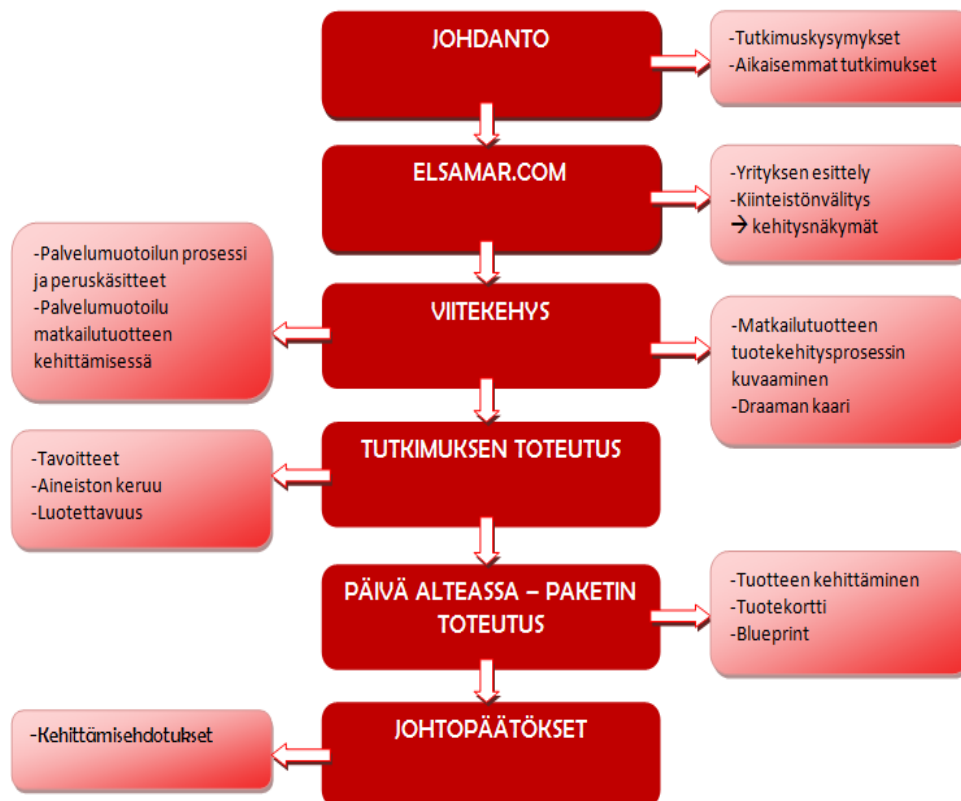 JOHDANTO
-Tutkimuskysymykset
-Aikaisemmat tutkimukset
ELSAMAR.COM
-Yrityksen esittely
-Kiinteistönvälitys
→ kehitysnäkymät
-Palvelumuotoilun prosessi
ja peruskäsitteet
-Palvelumuotoilu
matkailutuotteen
kehittämisessä
VIITEKEHYS
-Matkailutuotteen
tuotekehitysprosessin
kuvaaminen
-Draaman kaari
-Tavoitteet
-Aineiston keruu
-Luotettavuus
TUTKIMUKSEN TOTEUTUS
PÄIVÄ ALTEASSA – PAKETIN
TOTEUTUS
-Tuotteen kehittäminen
-Tuotekortti
-Blueprint
-Kehittämisehdotukset
JOHTOPÄÄTÖKSET